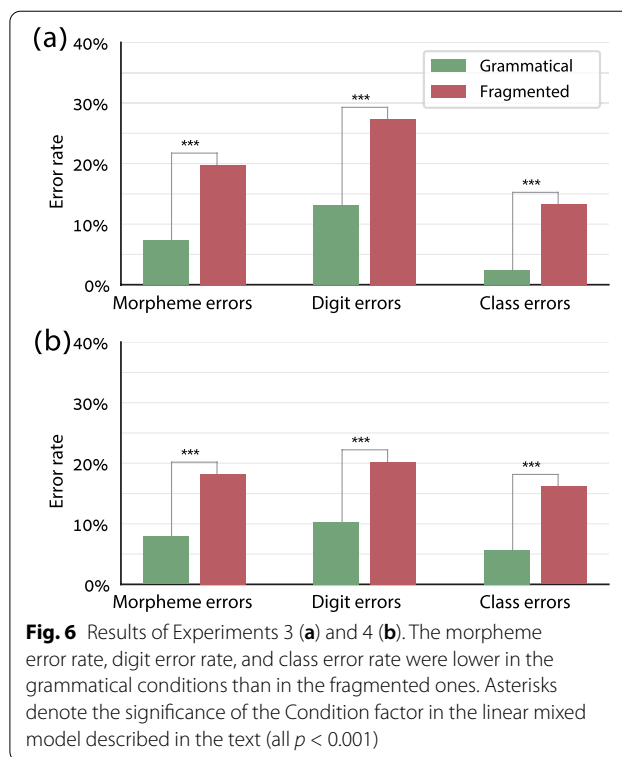 (a)
40%
30%
20%
10%
0%
Error rate
Grammatical
Fragmented
***
***
***
Morpheme errors
Digit errors
Class errors
(b)
40%
30%
20%
10%
0%
Error rate
***
***
***
Morpheme errors
Digit errors
Class errors
Fig. 6 Results of Experiments 3 (a) and 4 (b). The morpheme
error rate, digit error rate, and class error rate were lower in the
grammatical conditions than in the fragmented ones. Asterisks
denote the significance of the Condition factor in the linear mixed
model described in the text (all p < 0.001)